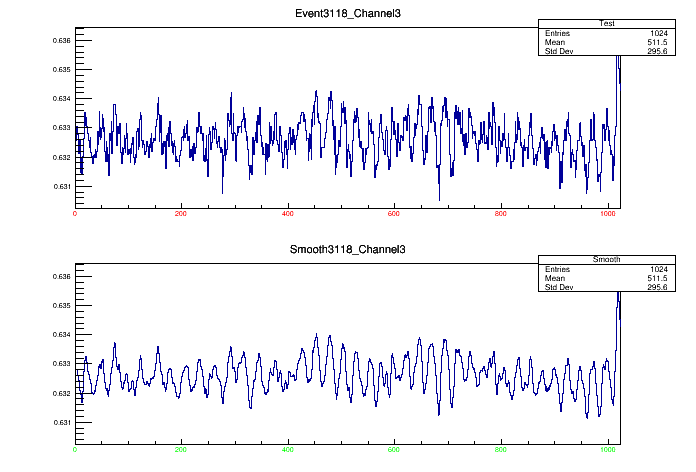 Event3118_Channel3
Test
Entries 1024
Mean 511.5
Std Dev 295.6
0.636
0.635
0.634
0.633
0.632
0.631
0 200 400 600 800 1000
Smooth3118_Channel3
Smooth
Entries 1024
Mean 511.5
Std Dev 295.6
0.636
0.635
0.634
0.633
0.632
0.631
0 200 400 600 800 1000